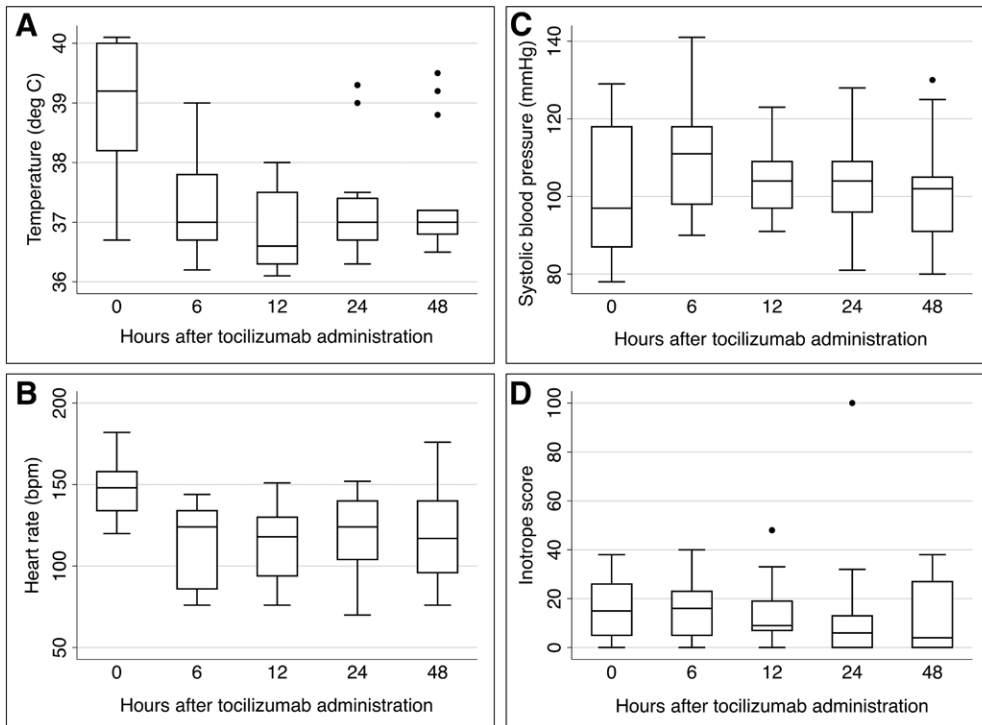 A
Temperature (deg C)
40
39
38
37
36
0 6 12 24 48
Hours after tocilizumab administration
C
Systolic blood pressure (mmHg)
140
120
100
80
0 6 12 24 48
Hours after tocilizumab administration
B
Heart rate (bpm)
200
150
100
50
0 6 12 24 48
Hours after tocilizumab administration
D
Inotrope score
100
80
60
40
20
0
0 6 12 24 48
Hours after tocilizumab administration